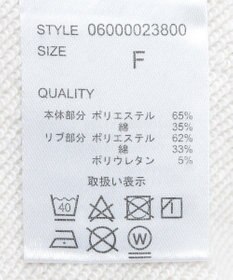 STYLE 06000023800
SIZE
F
QUALITY
本体部分 ポリエステル 65%
綿 35%
リブ部分 ポリエステル 62%
綿 33%
ポリウレタン 5%
取扱い表示
40
W